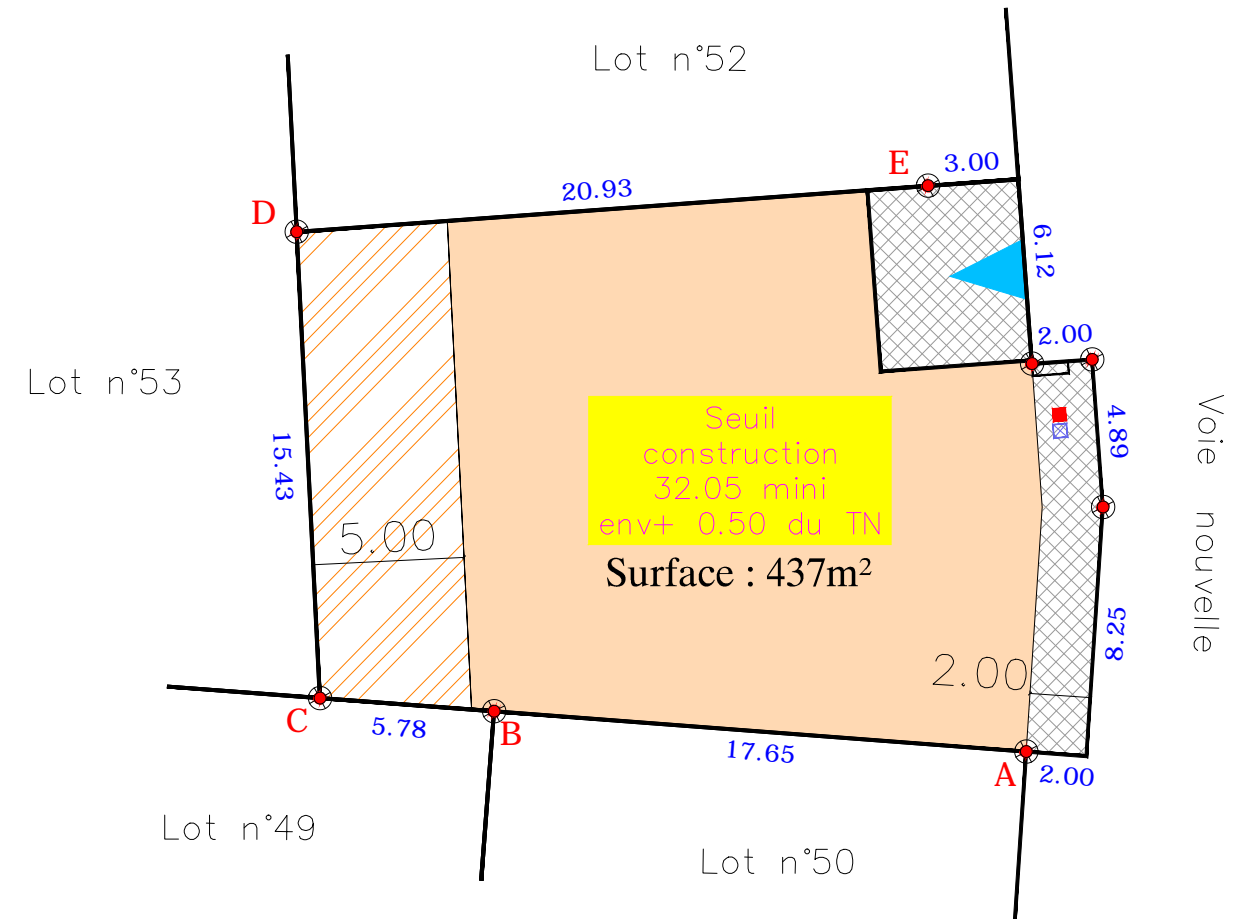 Lot n°52
E
3.00
20.93
D
6.12
2.00
Lot n°53
4.89
Voie nouvelle
Seuil
construction
32.05 mini
env+ 0.50 du TN
15.43
5.00
Surface : 437m²
8.25
2.00
C
5.78
B
17.65
A
2.00
Lot n°49
Lot n°50